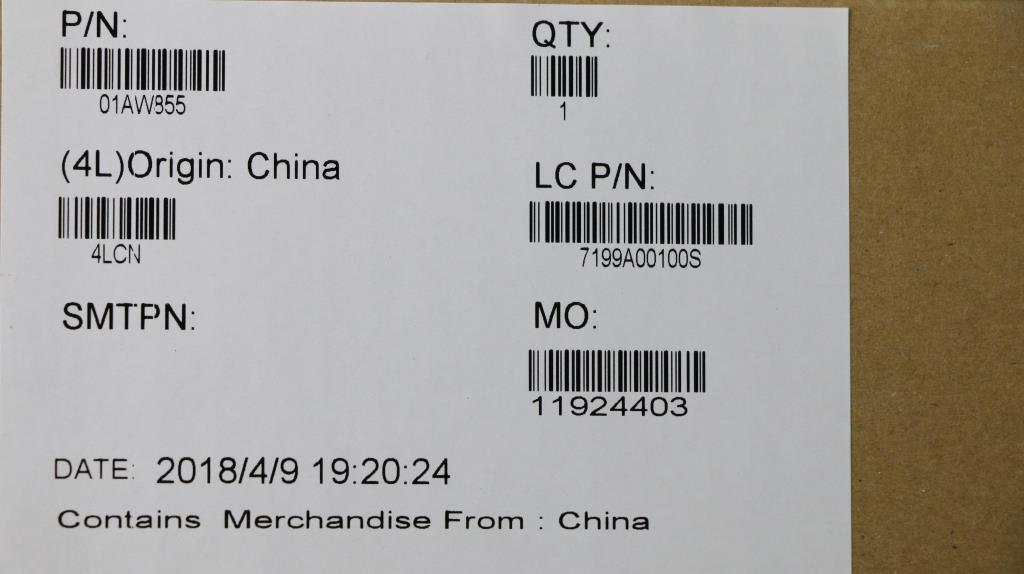 P/N:
01AW855
QTY:
1
(4L)Origin: China
4LCN
LC P/N:
7199A00100S
SMTPN:
MO:
11924403
DATE: 2018/4/9 19:20:24
Contains Merchandise From : China